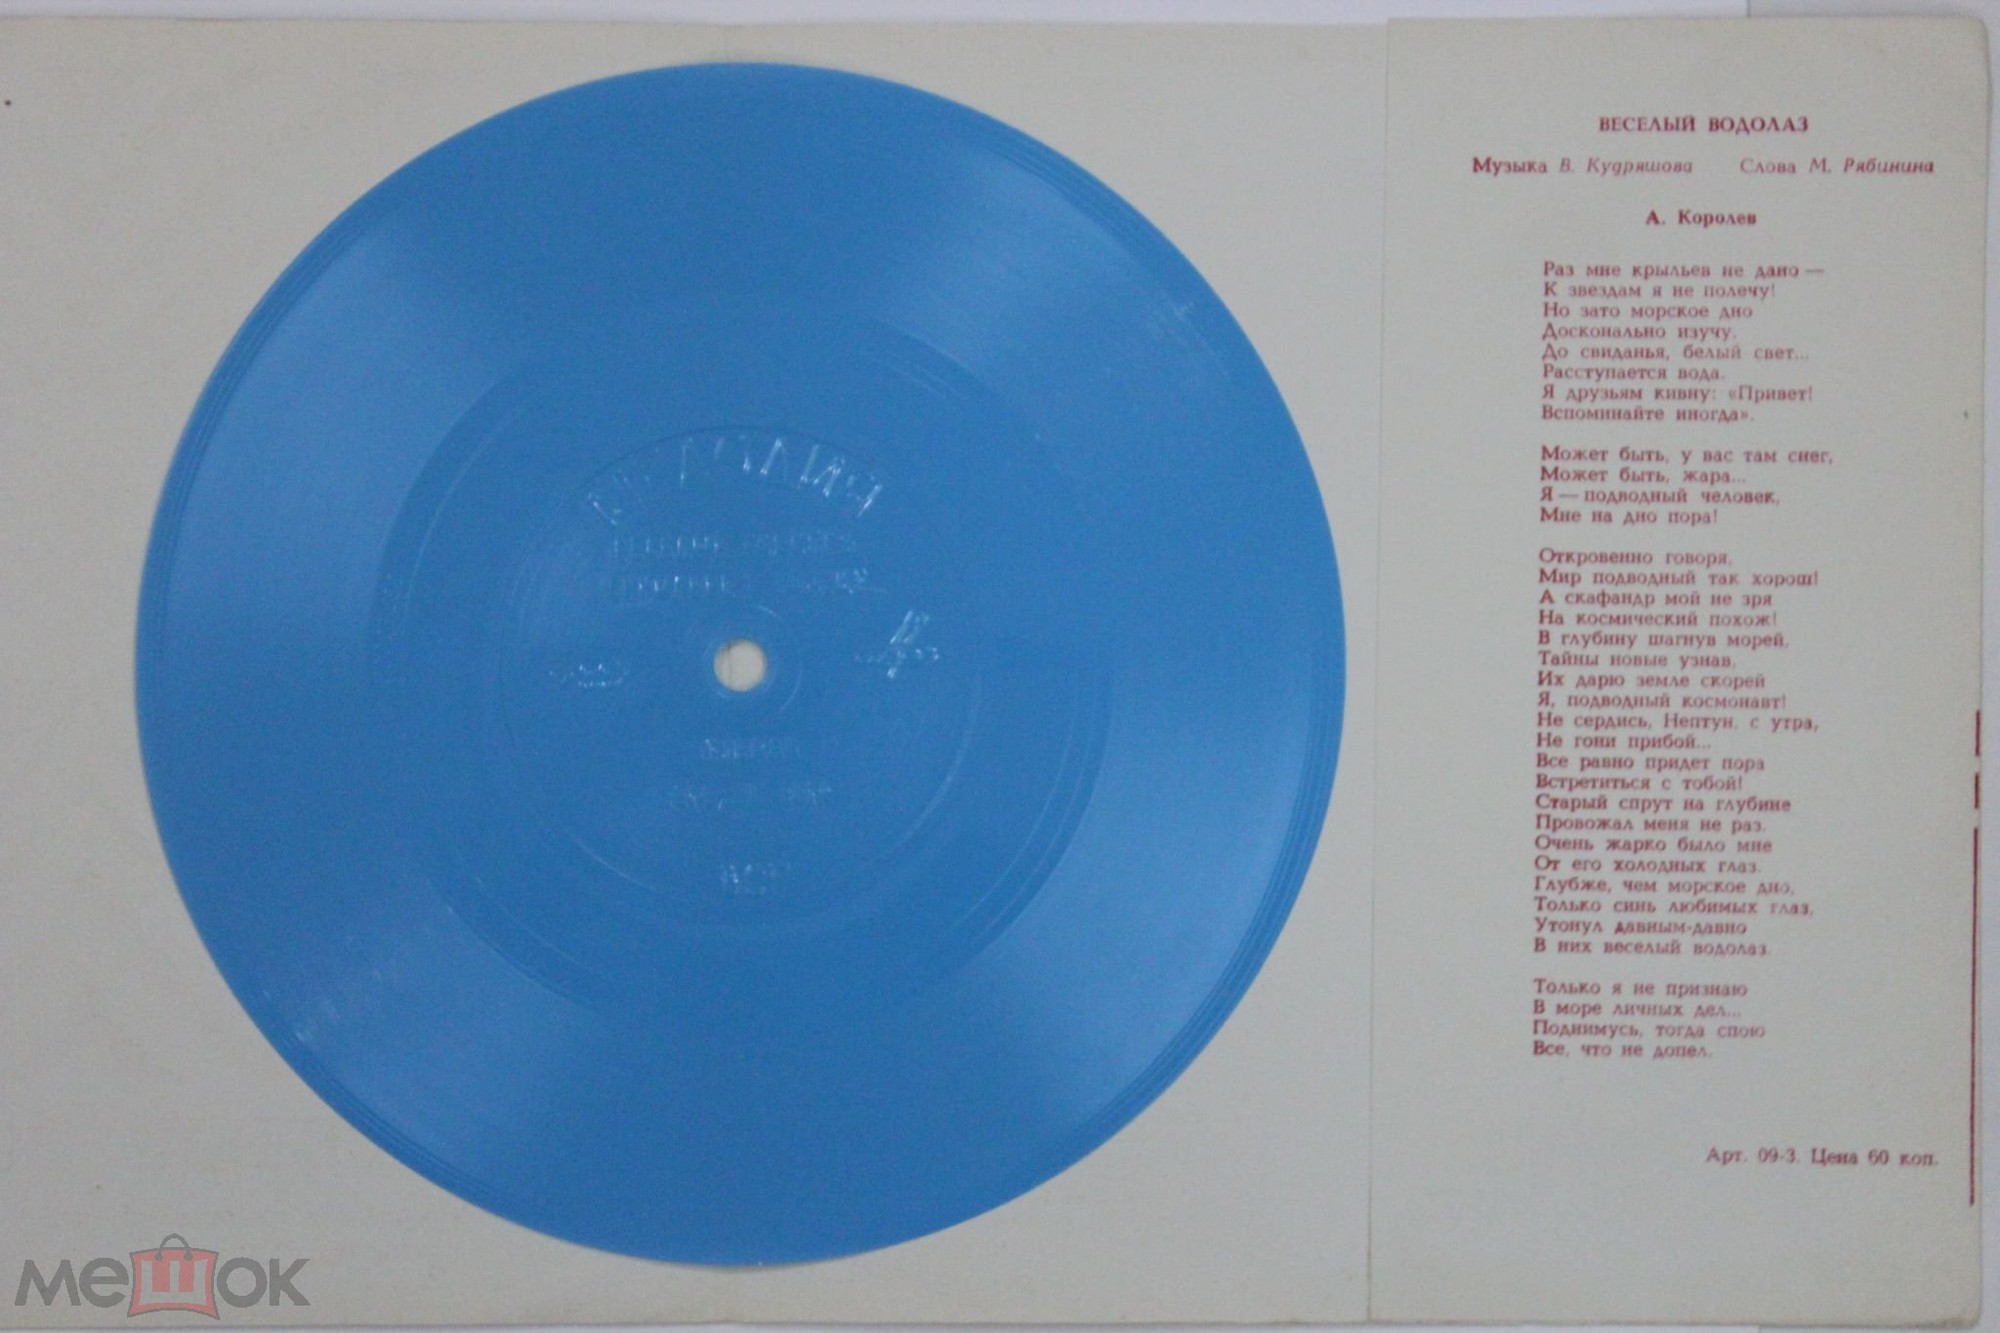 ВЕСЕЛЫЙ ВОДОЛАЗ
Музыка В. Кудряшова Слова М. Рябинина
А. Королев
Раз мне крыльев не дано —
К звездам я не полечу!
Но зато морское дно
Досконально изучу.
До свиданья, белый свет...
Расступается вода.
Я друзьям кивну: «Привет!
Вспоминайте иногда».
Может быть, у вас там снег,
Может быть, жара...
Я — подводный человек,
Мне на дно пора!
Откровенно говоря,
Мир подводный так хорош!
А скафандр мой не зря
На космический похож!
В глубину шагнув морей,
Тайны новые узнав,
Их дарю земле скорей
Я, подводный космонавт!
Не сердись, Нептун, с утра,
Не гони прибой...
Все равно придет пора
Встретиться с тобой!
Старый спрут на глубине
Провожал меня не раз.
Очень жарко было мне
От его холодных глаз.
Глубже, чем морское дно,
Только синь любимых глаз,
Утонул давным-давно
В них веселый водолаз.
Только я не признаю
В море личных дел...
Поднимусь, тогда спою
Все, что не допел.
Арт. 09-3. Цена 60 коп.
мешок